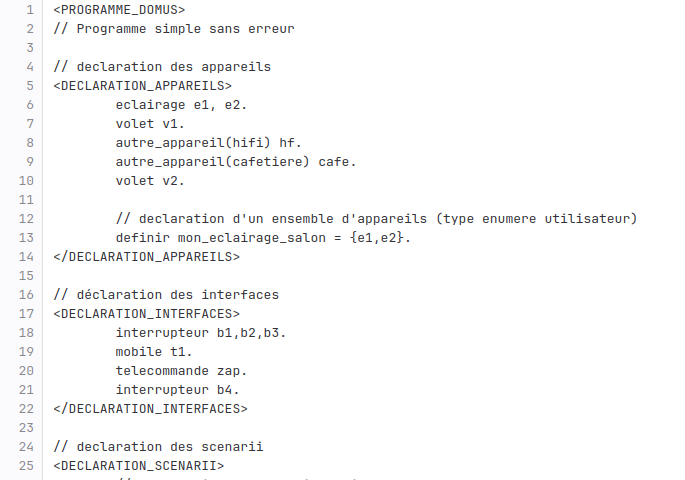 1 <PROGRAMME_DOMUS>
2 // Programme simple sans erreur
3
4 // declaration des appareils
5 <DECLARATION_APPAREILS>
6 eclairage e1, e2.
7 volet v1.
8 autre_appareil(hifi) hf.
9 autre_appareil(cafetiere) cafe.
10 volet v2.
11
12 // declaration d'un ensemble d'appareils (type enumere utilisateur)
13 definir mon_eclairage_salon = {e1,e2}.
14 </DECLARATION_APPAREILS>
15
16 // déclaration des interfaces
17 <DECLARATION_INTERFACES>
18 interrupteur b1,b2,b3.
19 mobile t1.
20 telecommande zap.
21 interrupteur b4.
22 </DECLARATION_INTERFACES>
23
24 // declaration des scenarii
25 <DECLARATION_SCENARII>